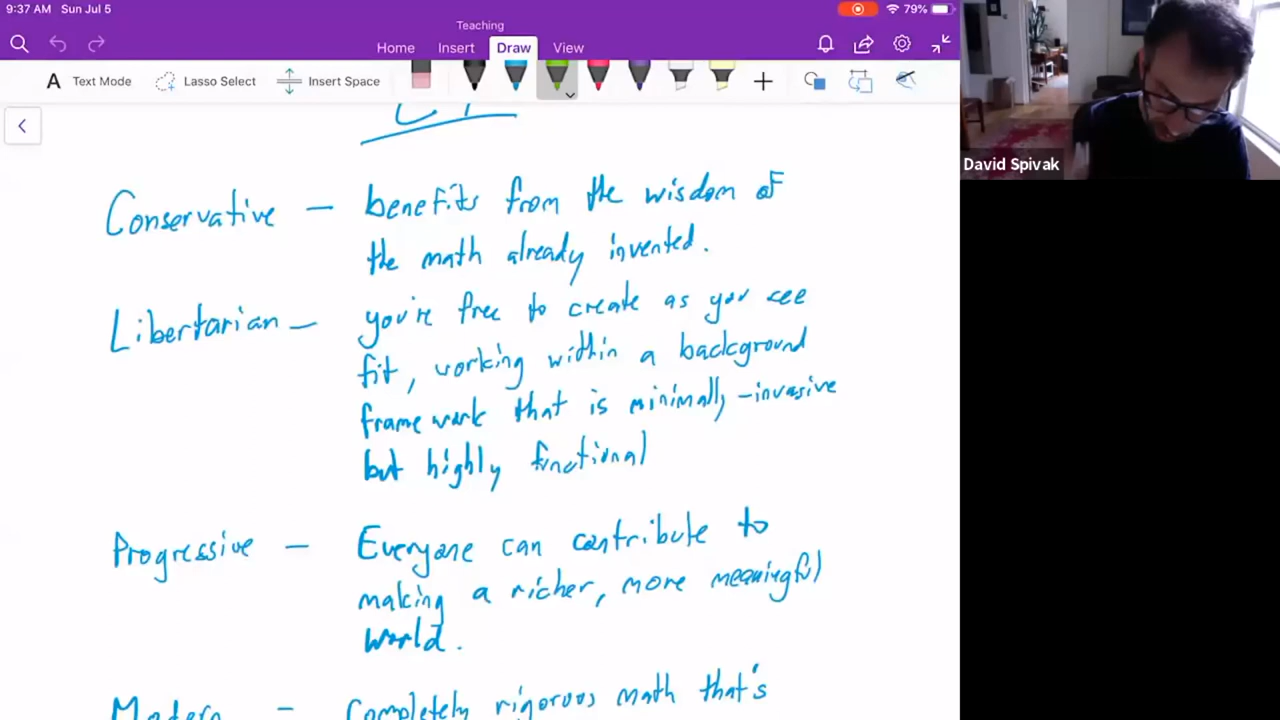 9:37 AM Sun Jul 5
79%
Teaching
Home Insert Draw View
A Text Mode Lasso Select Insert Space
David Spivak
CT
Conservative — benefits from the wisdom of
the math already invented.
Libertarian — you're free to create as you see
fit, working within a background
framework that is minimally-invasive
but highly functional
Progressive — Everyone can contribute to
making a richer, more meaningful
world.
Modern — Completely rigorous math that's